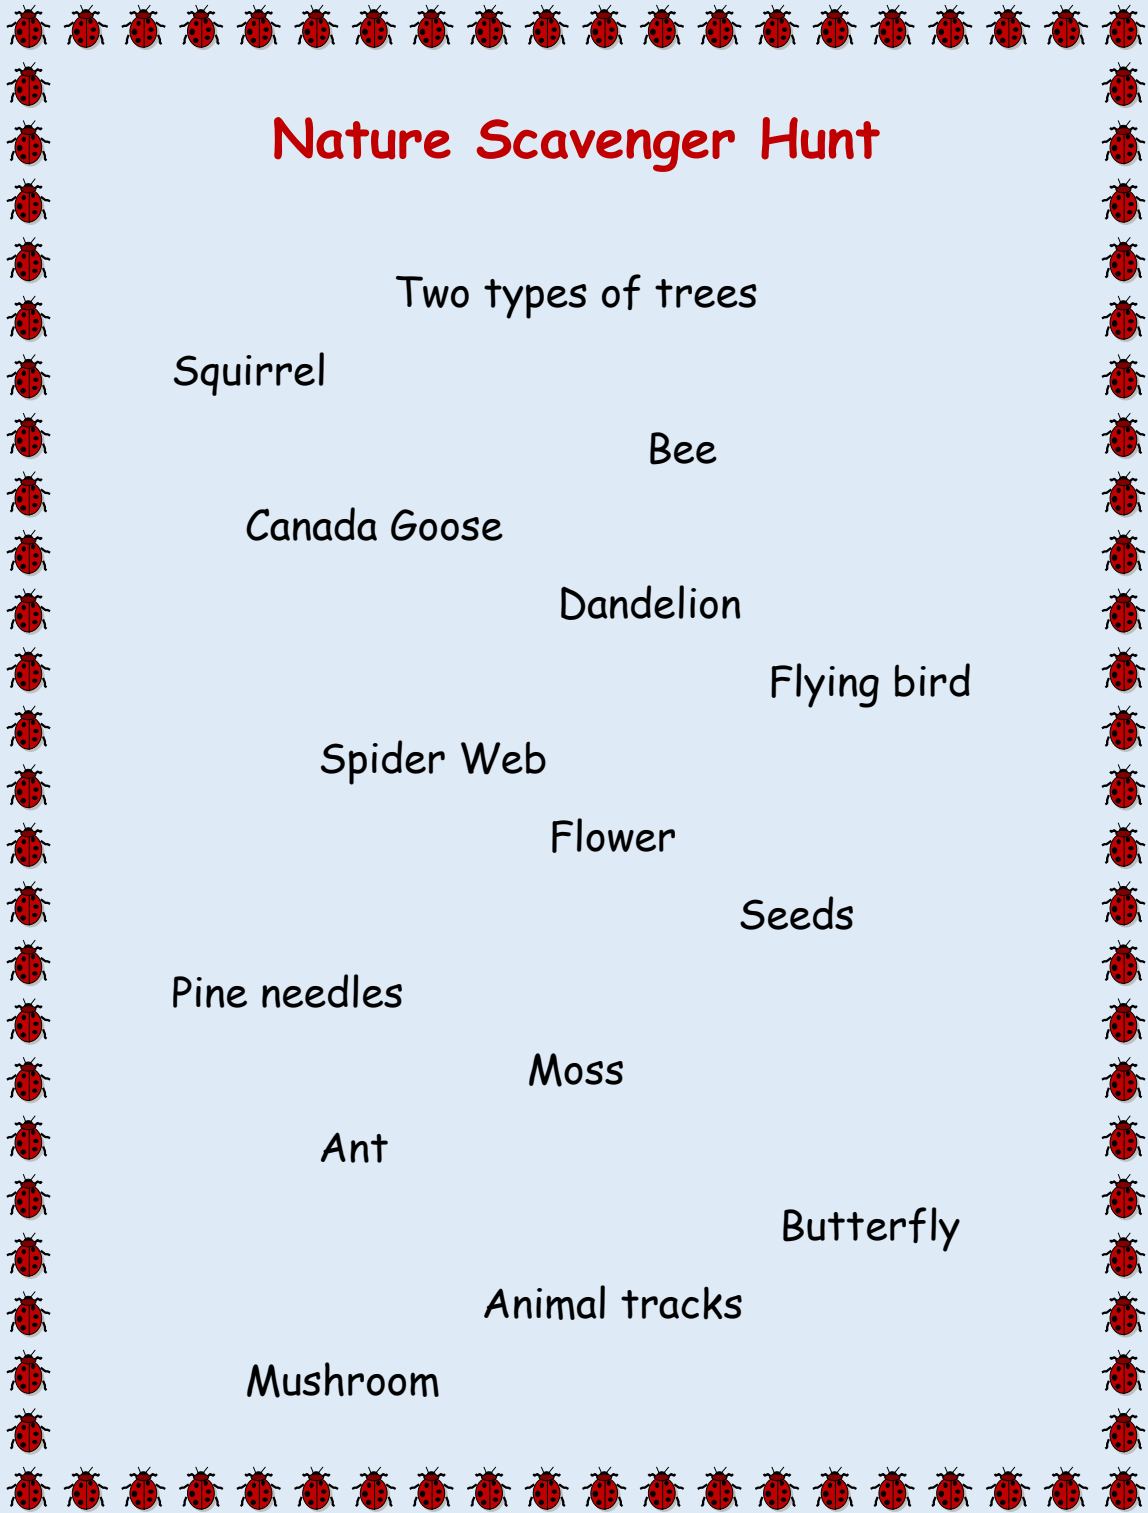 Nature Scavenger Hunt
Two types of trees
Squirrel
Bee
Canada Goose
Dandelion
Flying bird
Spider Web
Flower
Seeds
Pine needles
Moss
Ant
Butterfly
Animal tracks
Mushroom